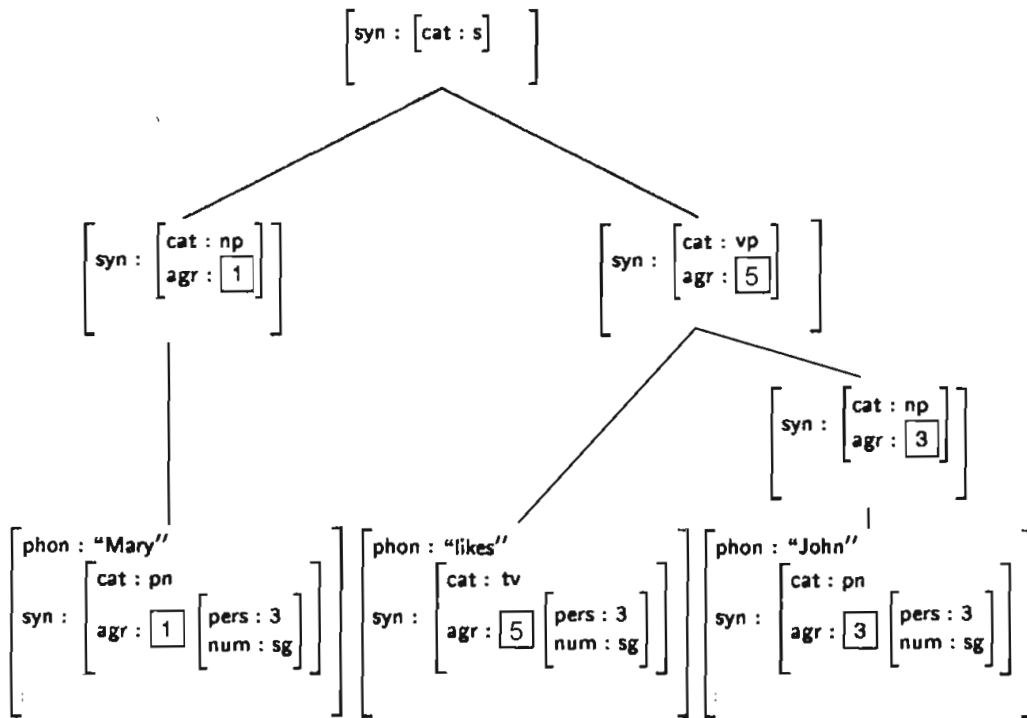 syn : [cat : s]
cat : np
syn :
agr : 1
cat : vp
syn :
agr : 5
cat : np
syn :
agr : 3
phon : "Mary"
cat : pn
syn :
agr : 1
pers : 3
num : sg
phon : "likes"
cat : tv
syn :
agr : 5
pers : 3
num : sg
phon : "John"
cat : pn
syn :
agr : 3
pers : 3
num : sg